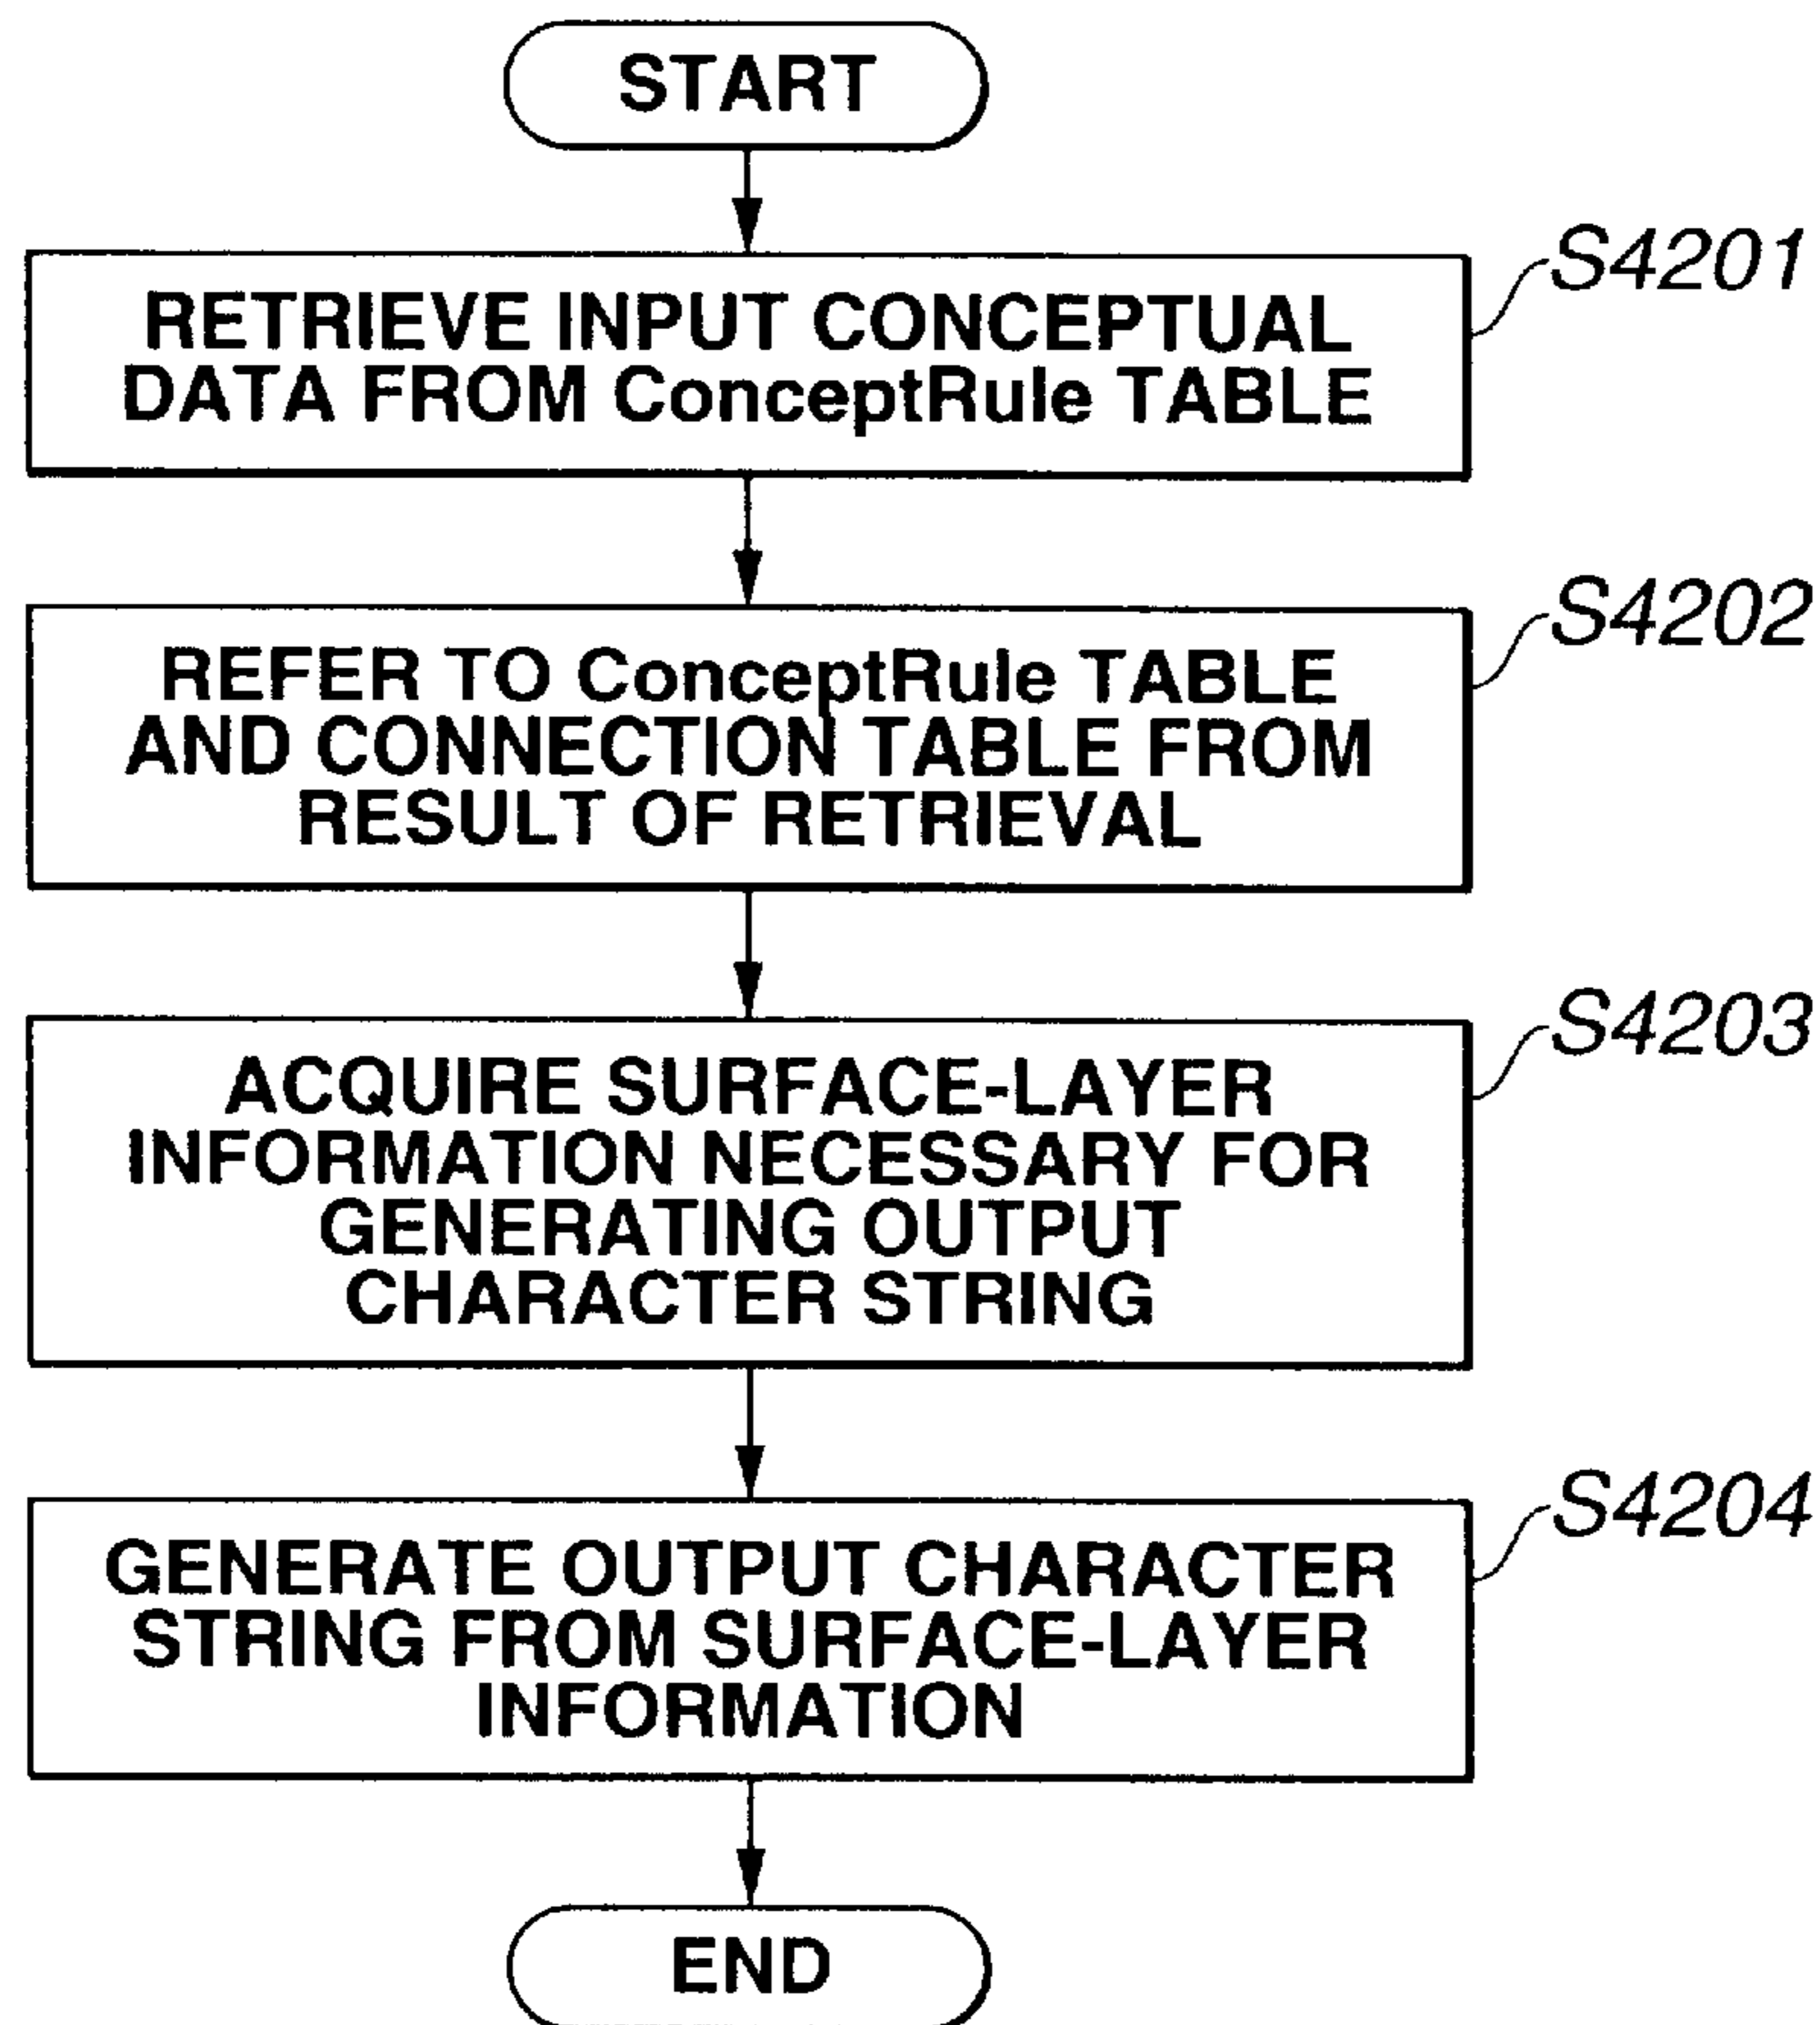 START
S4201
RETRIEVE INPUT CONCEPTUAL
DATA FROM ConceptRule TABLE
S4202
REFER TO ConceptRule TABLE
AND CONNECTION TABLE FROM
RESULT OF RETRIEVAL
S4203
ACQUIRE SURFACE-LAYER
INFORMATION NECESSARY FOR
GENERATING OUTPUT
CHARACTER STRING
S4204
GENERATE OUTPUT CHARACTER
STRING FROM SURFACE-LAYER
INFORMATION
END